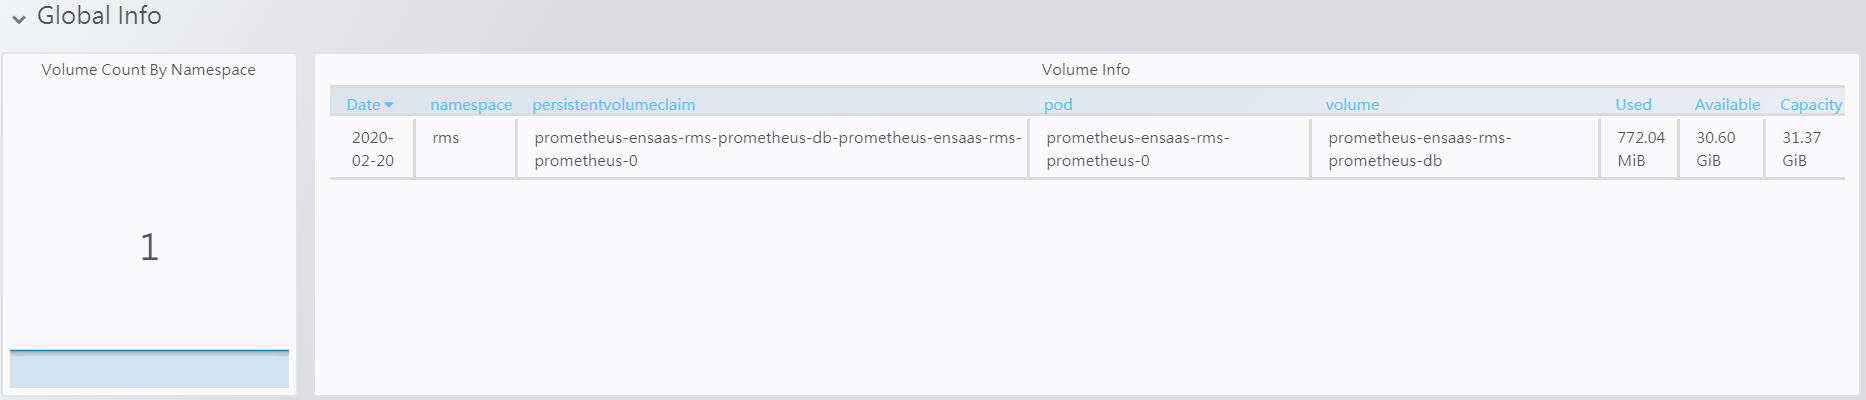 Global Info
Volume Count By Namespace
1
Volume Info
Date namespace persistentvolumeclaim pod volume Used Available Capacity
2020- rms prometheus-ensaas-rms-prometheus-db-prometheus-ensaas-rms- prometheus-ensaas-rms- prometheus-ensaas-rms- 772.04 30.60 31.37
02-20 prometheus-0 prometheus-0 prometheus-db MiB GiB GiB